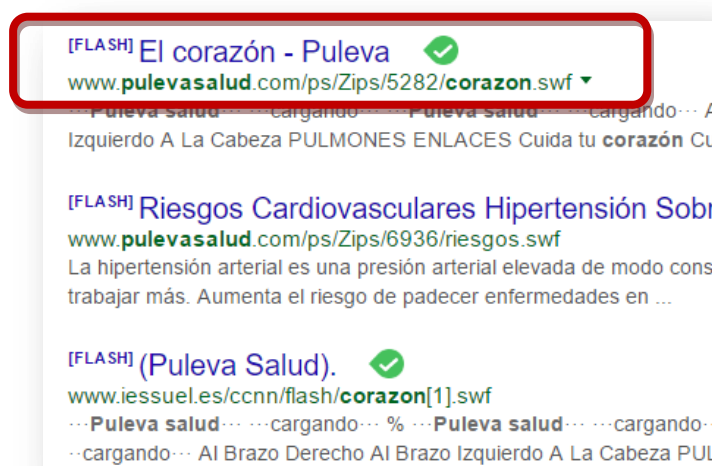 [FLASH] El corazón - Puleva
www.pulevasalud.com/ps/Zips/5282/corazon.swf
···Puleva salud··· ···cargando··· ···Puleva salud··· ···cargando··· A
Izquierdo A La Cabeza PULMONES ENLACES Cuida tu corazón Cu
[FLASH] Riesgos Cardiovasculares Hipertensión Sobr
www.pulevasalud.com/ps/Zips/6936/riesgos.swf
La hipertensión arterial es una presión arterial elevada de modo cons
trabajar más. Aumenta el riesgo de padecer enfermedades en ...
[FLASH] (Puleva Salud).
www.iessuel.es/ccnn/flash/corazon[1].swf
···Puleva salud··· ···cargando··· % ···Puleva salud··· ···cargando··
··cargando··· Al Brazo Derecho Al Brazo Izquierdo A La Cabeza PUL